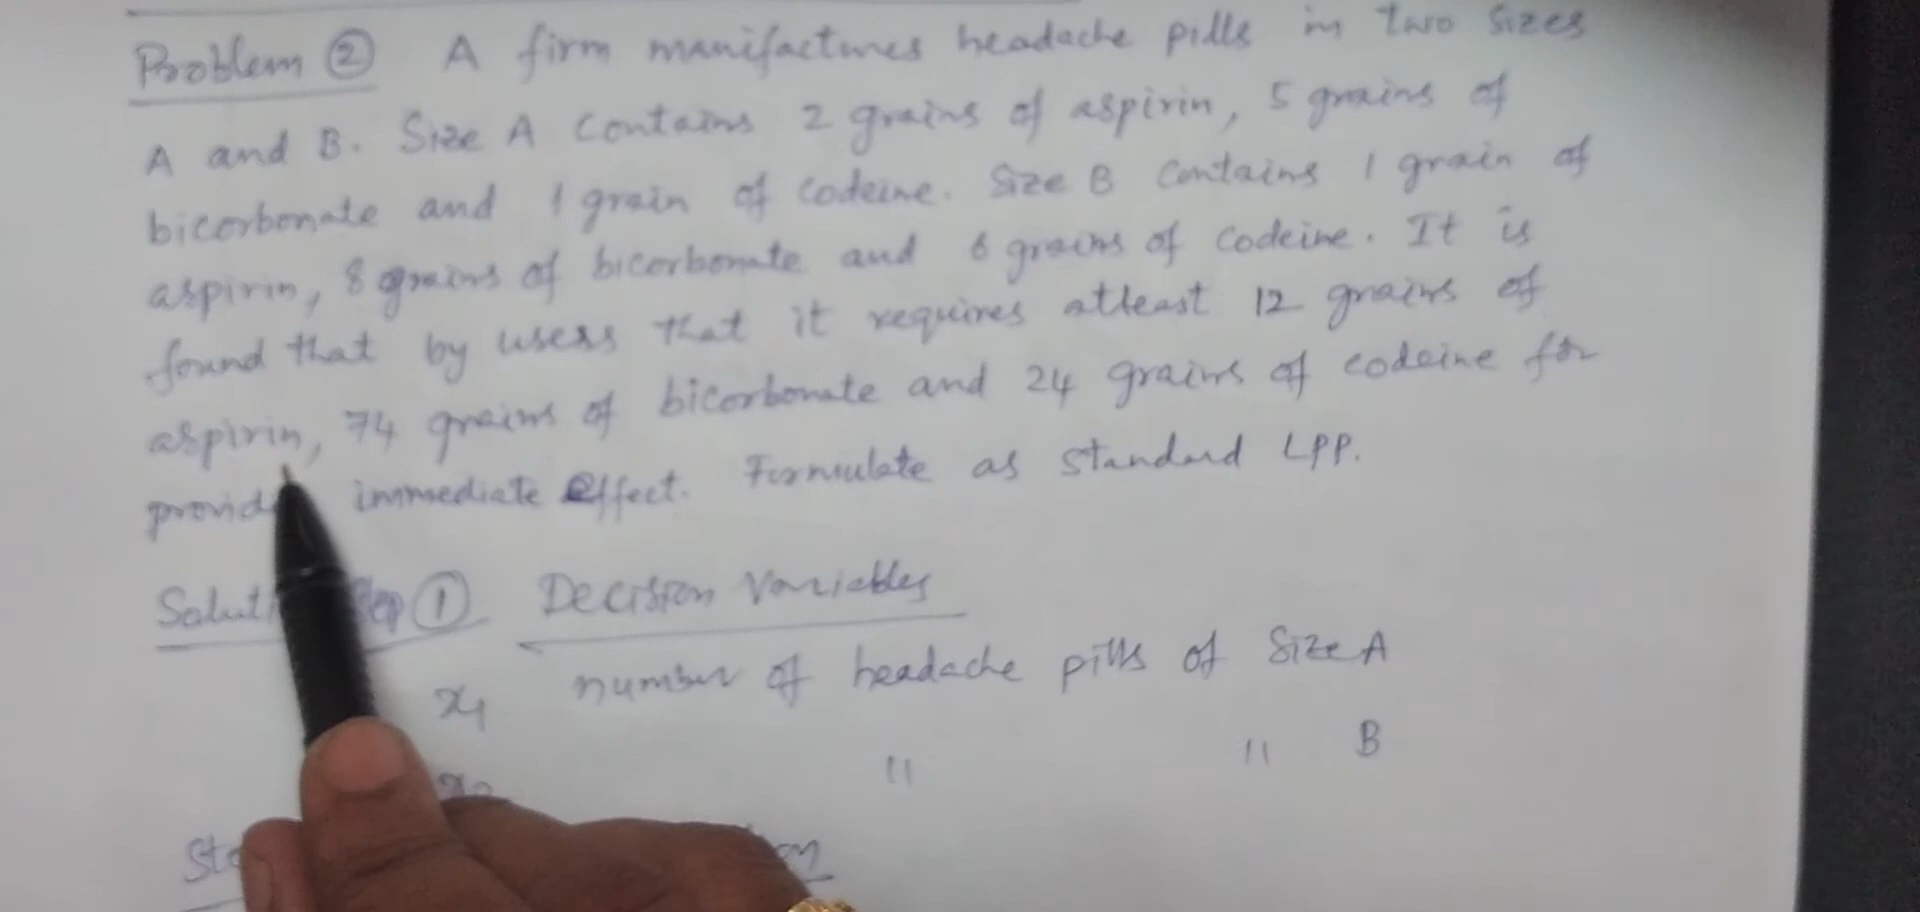 Problem ② A firm manifactures headache pills in two sizes
A and B. Size A contains 2 grains of aspirin, 5 grains of
bicorbonate and 1 grain of codeine. Size B contains 1 grain of
aspirin, 8 grains of bicorbonate and 6 grains of codeine. It is
found that by users that it requires atleast 12 grains of
aspirin, 74 grains of bicorbonate and 24 grains of codeine for
immediate effect. Formulate as standard LPP.
① Decision Variables
x₁ number of headache pills of Size A
" " B